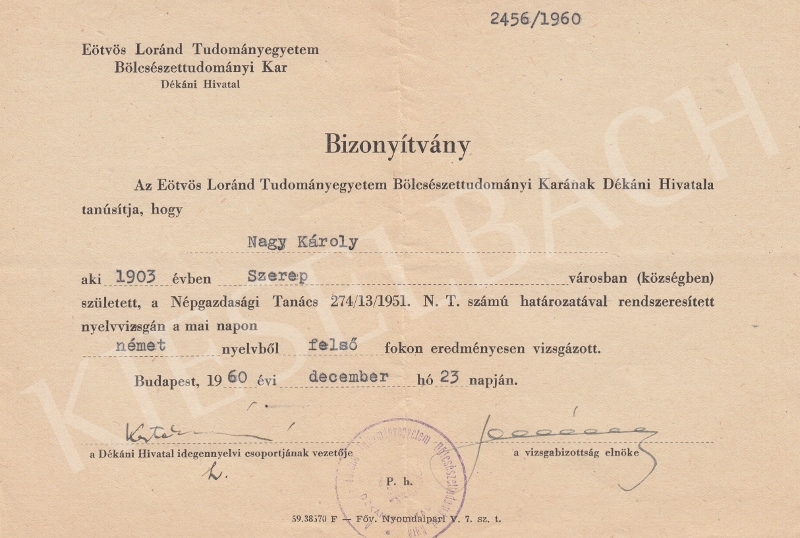 2456/1960
Eötvös Loránd Tudományegyetem
Bölcsészettudományi Kar
Dékáni Hivatal
Bizonyítvány
Az Eötvös Loránd Tudományegyetem Bölcsészettudományi Karának Dékáni Hivatala
tanúsítja, hogy
Nagy Károly
aki 1903 évben Szerep városban (községben)
született, a Népgazdasági Tanács 274/13/1951. N. T. számú határozatával rendszeresített
nyelvvizsgán a mai napon
német nyelvből felső fokon eredményesen vizsgázott.
Budapest, 1960 évi december hó 23 napján.
a Dékáni Hivatal idegennyelvi csoportjának vezetője
a vizsgabizottság elnöke
P. h.
59.38570 F — Főv. Nyomdaipari V. 7. sz. t.
KIESELBACH